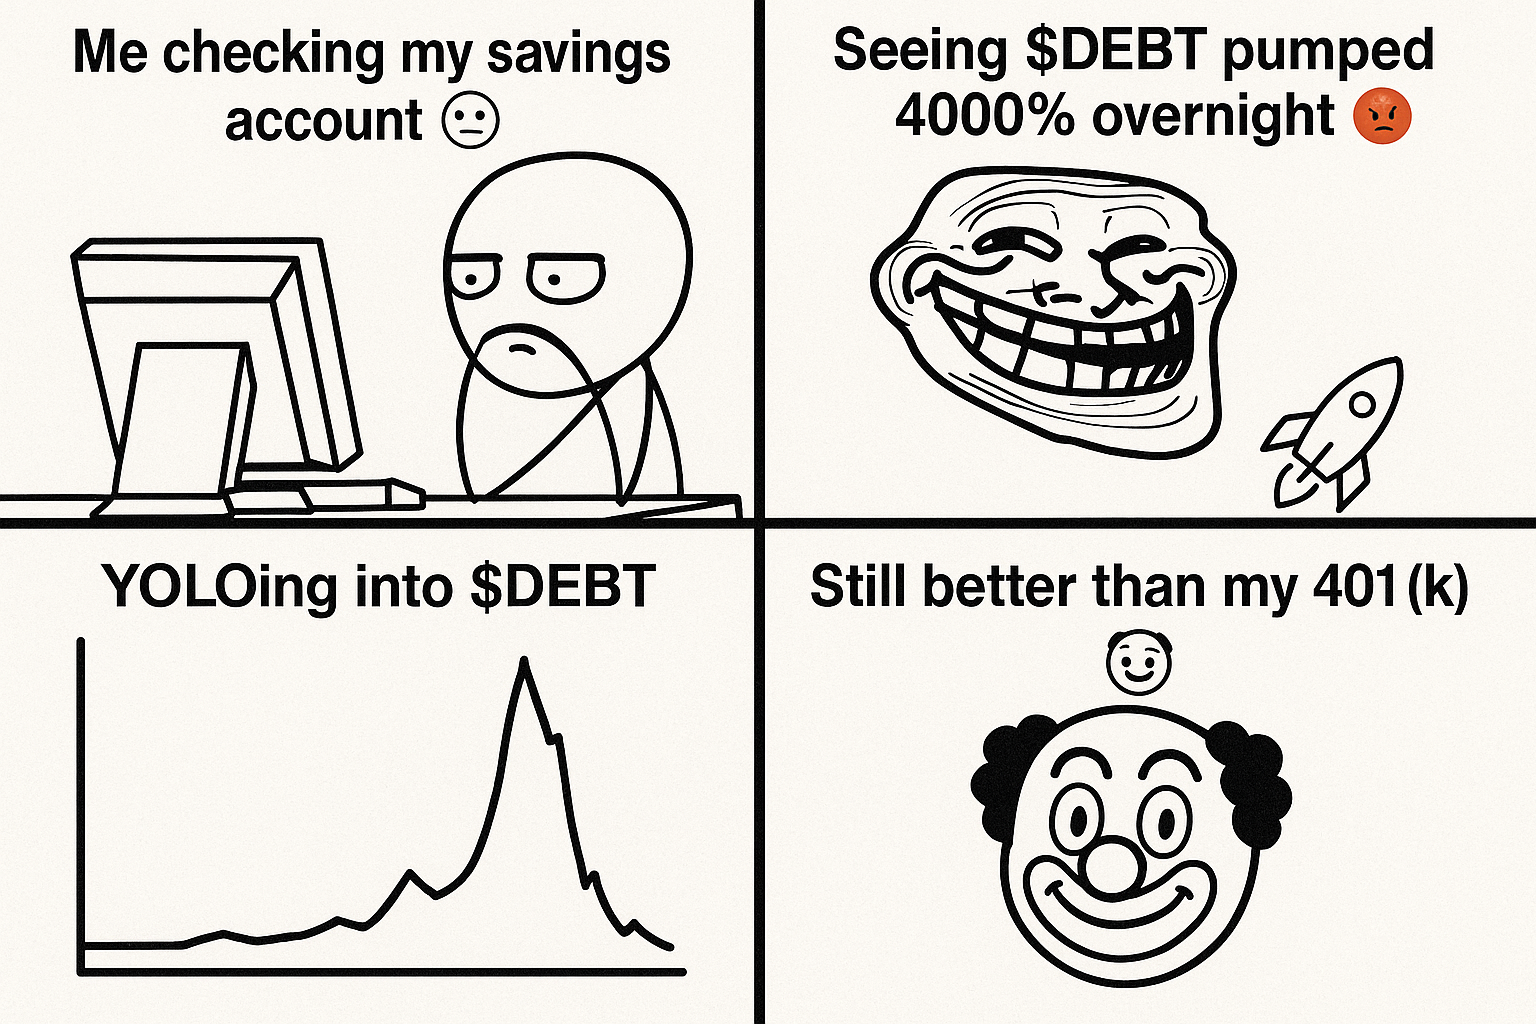 Me checking my savings
account 😐
Seeing $DEBT pumped
4000% overnight 😡
YOLOing into $DEBT
Still better than my 401(k)